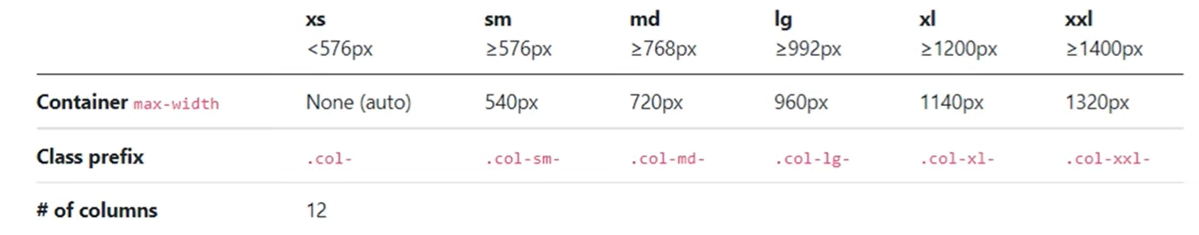 xs sm md lg xl xxl
<576px ≥576px ≥768px ≥992px ≥1200px ≥1400px
Container max-width None (auto) 540px 720px 960px 1140px 1320px
Class prefix .col- .col-sm- .col-md- .col-lg- .col-xl- .col-xxl-
# of columns 12